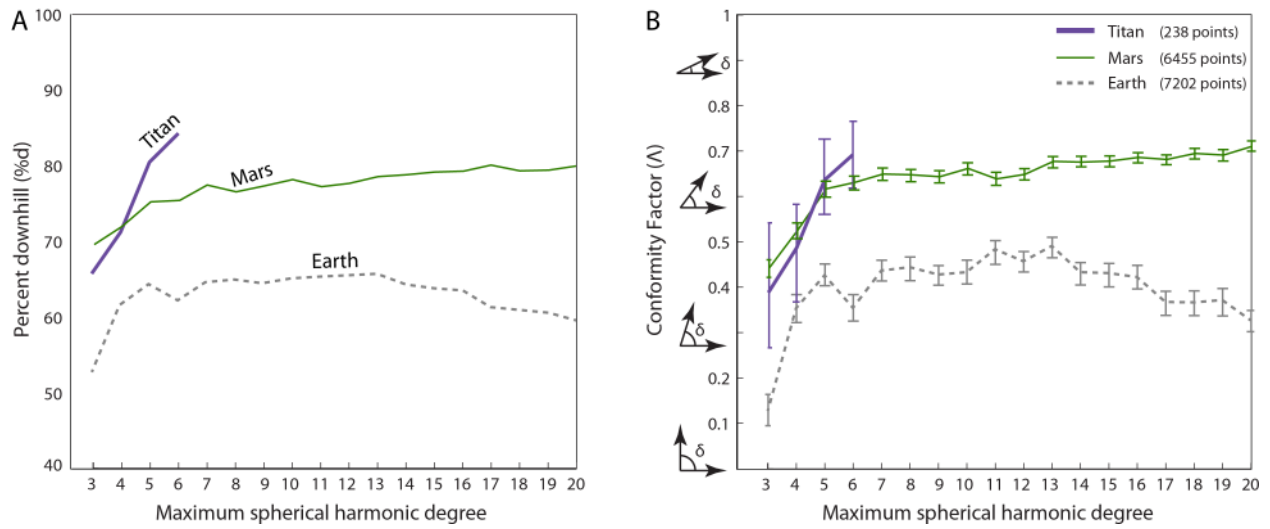 A
100
90
80
70
60
50
40
Percent downhill (%d)
Titan
Mars
Earth
3 4 5 6 7 8 9 10 11 12 13 14 15 16 17 18 19 20
Maximum spherical harmonic degree
B
1
0.9
0.8
0.7
0.5
0.4
0.2
0.1
Conformity Factor (Λ)
δ
δ
δ
δ
Titan (238 points)
Mars (6455 points)
Earth (7202 points)
3 4 5 6 7 8 9 10 11 12 13 14 15 16 17 18 19 20
Maximum spherical harmonic degree